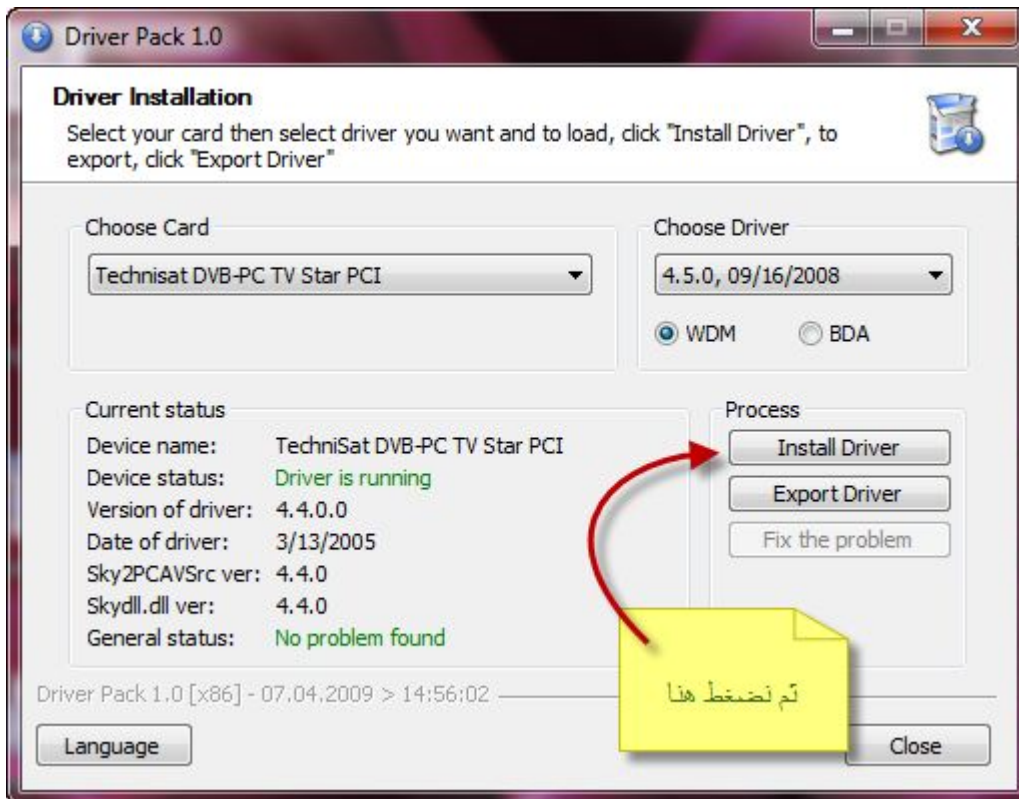 Driver Pack 1.0
Driver Installation
Select your card then select driver you want and to load, click "Install Driver", to
export, click "Export Driver"
Choose Card
Technisat DVB-PC TV Star PCI
Choose Driver
4.5.0, 09/16/2008
WDM BDA
Current status
Device name: TechniSat DVB-PC TV Star PCI
Device status: Driver is running
Version of driver: 4.4.0.0
Date of driver: 3/13/2005
Sky2PCAVSrc ver: 4.4.0
Skydll.dll ver: 4.4.0
General status: No problem found
Process
Install Driver
Export Driver
Fix the problem
ثم نضغط هنا
Driver Pack 1.0 [x86] - 07.04.2009 > 14:56:02
Language
Close